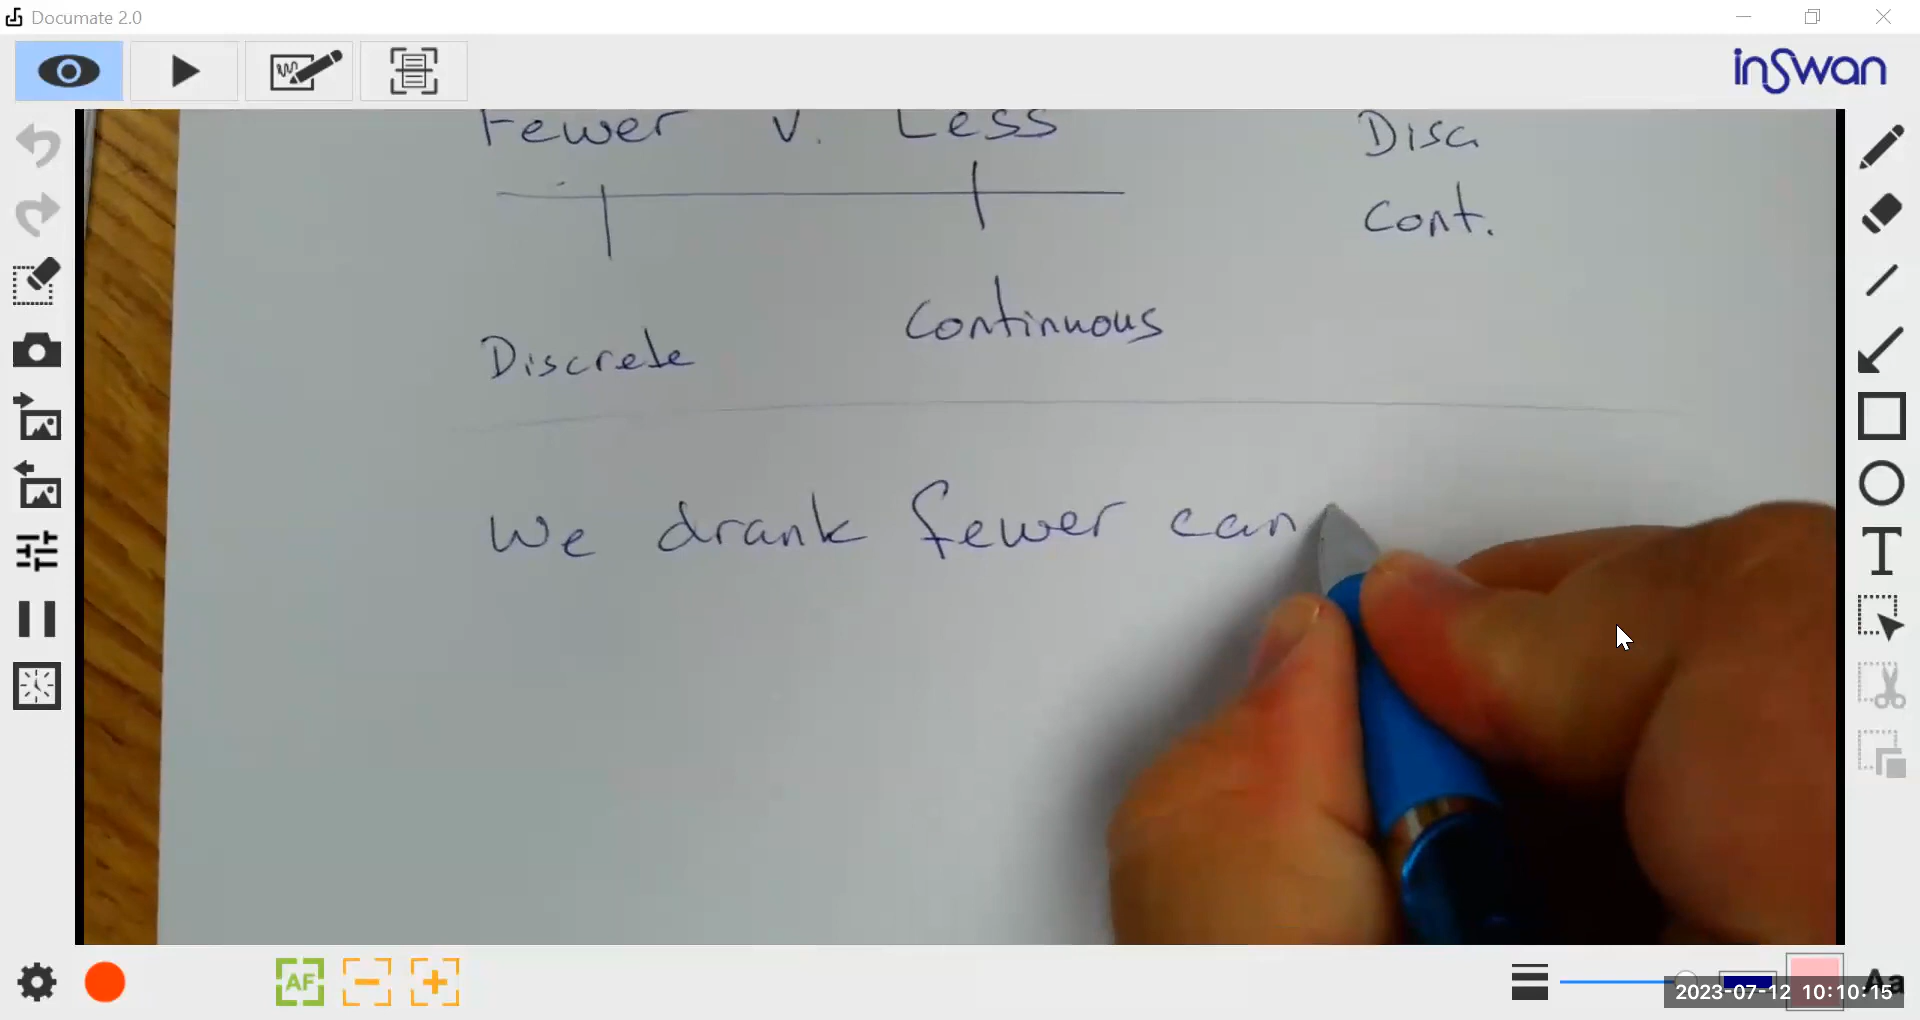 Documate 2.0
inSwan
Fewer v. Less
Disc
Cont.
Continuous
Discrete
We drank fewer can
T
AF
Aa
2023-07-12 10:10:15